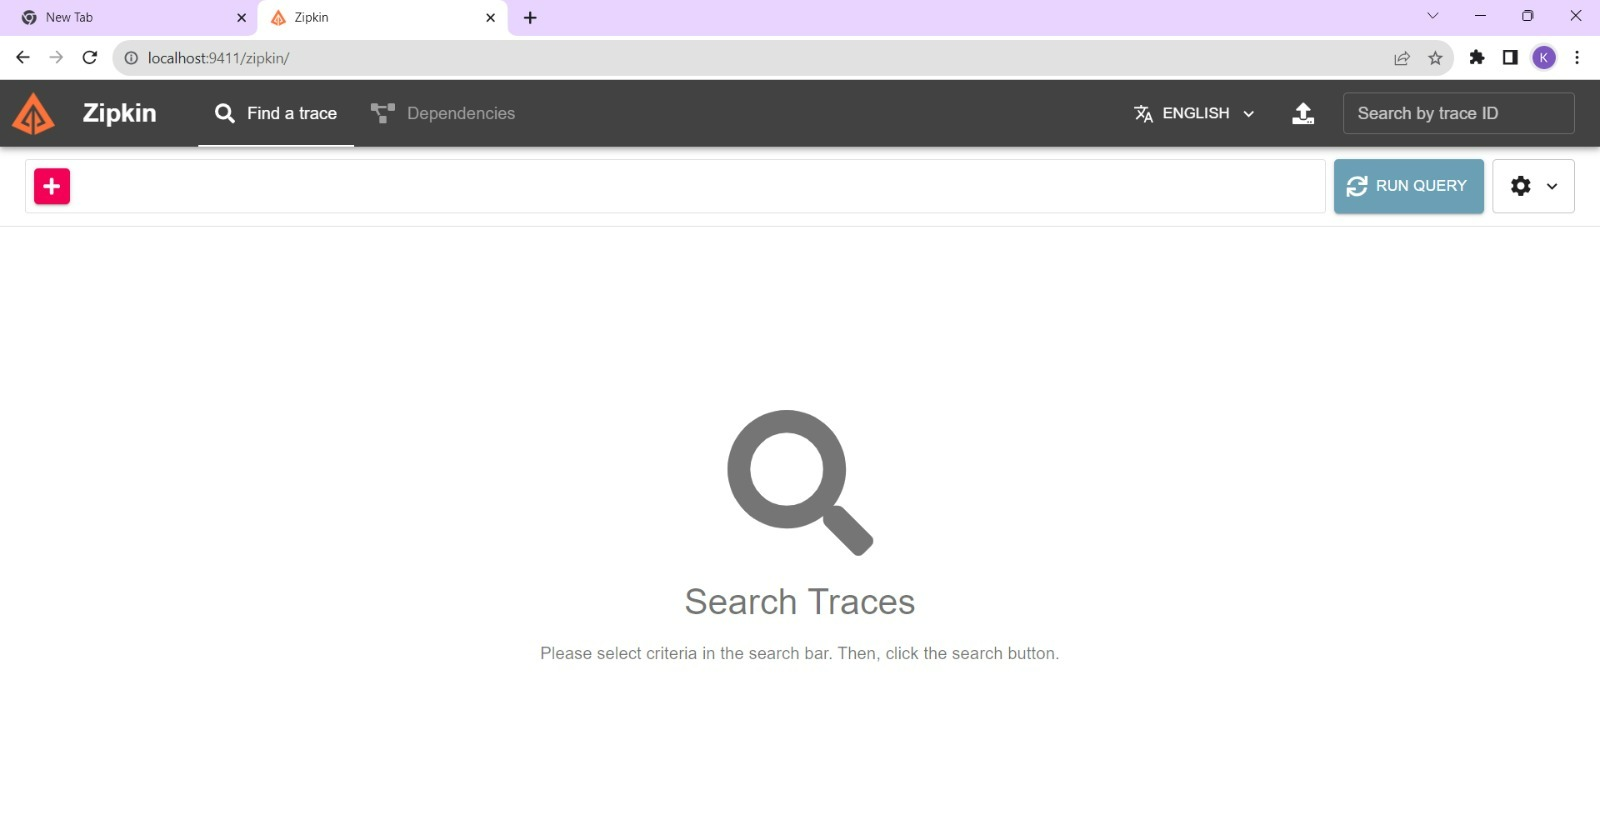 New Tab
Zipkin
localhost:9411/zipkin/
K
Zipkin
Find a trace
Dependencies
ENGLISH
Search by trace ID
RUN QUERY
Search Traces
Please select criteria in the search bar. Then, click the search button.